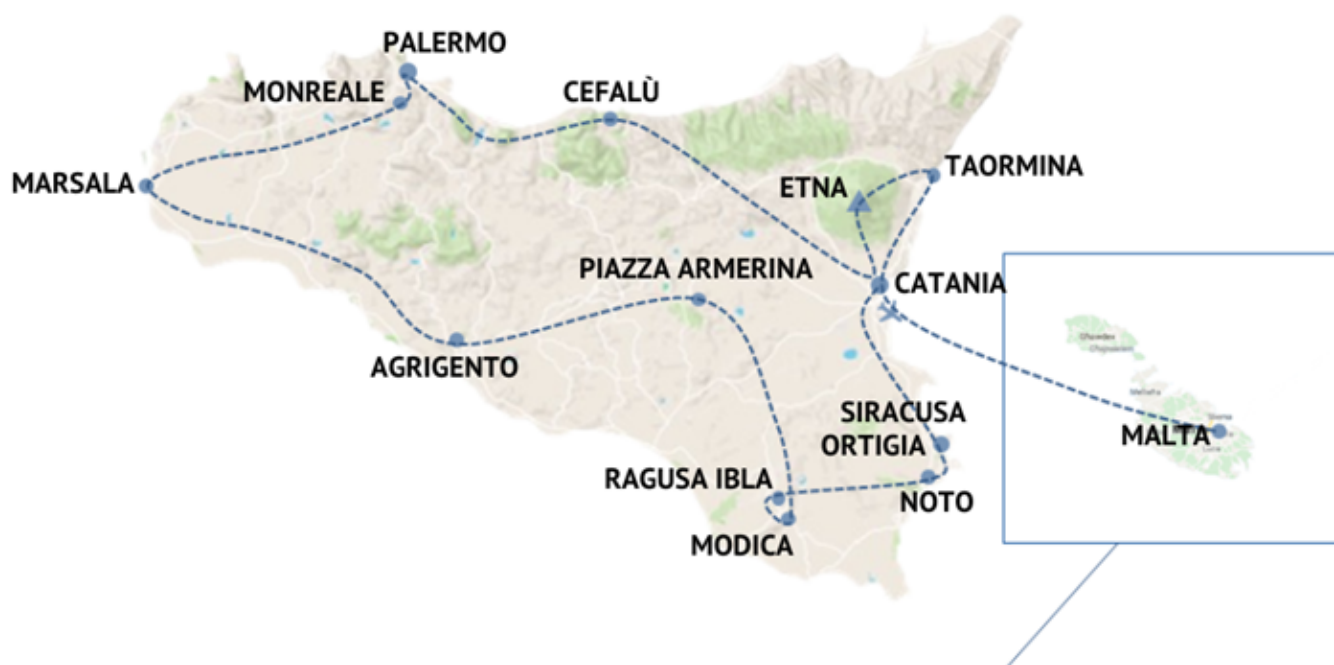 PALERMO
MONREALE
CEFALÙ
MARSALA
TAORMINA
ETNA
PIAZZA ARMERINA
CATANIA
AGRIGENTO
SIRACUSA
ORTIGIA
MALTA
RAGUSA IBLA
NOTO
MODICA